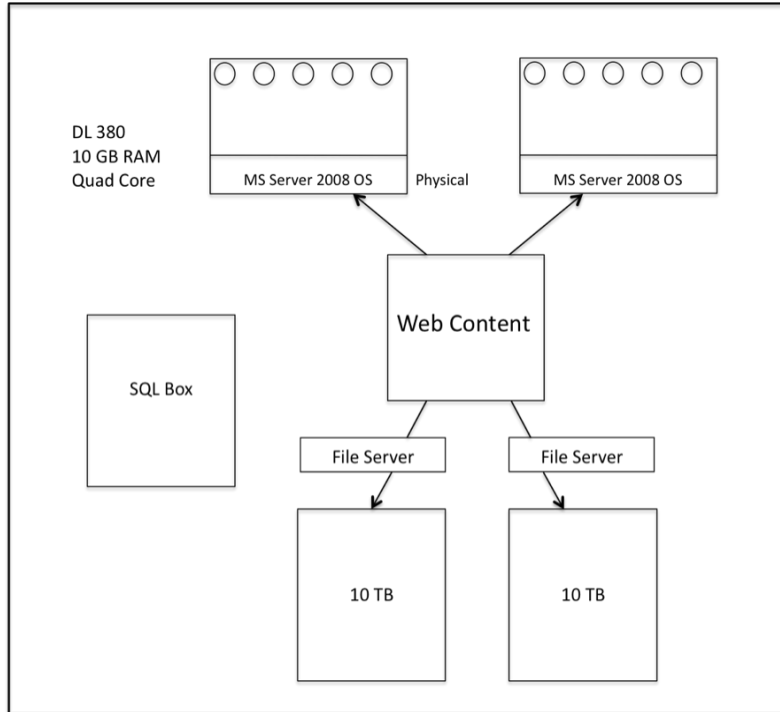 DL 380
10 GB RAM
Quad Core
MS Server 2008 OS
Physical
MS Server 2008 OS
Web Content
SQL Box
File Server
File Server
10 TB
10 TB